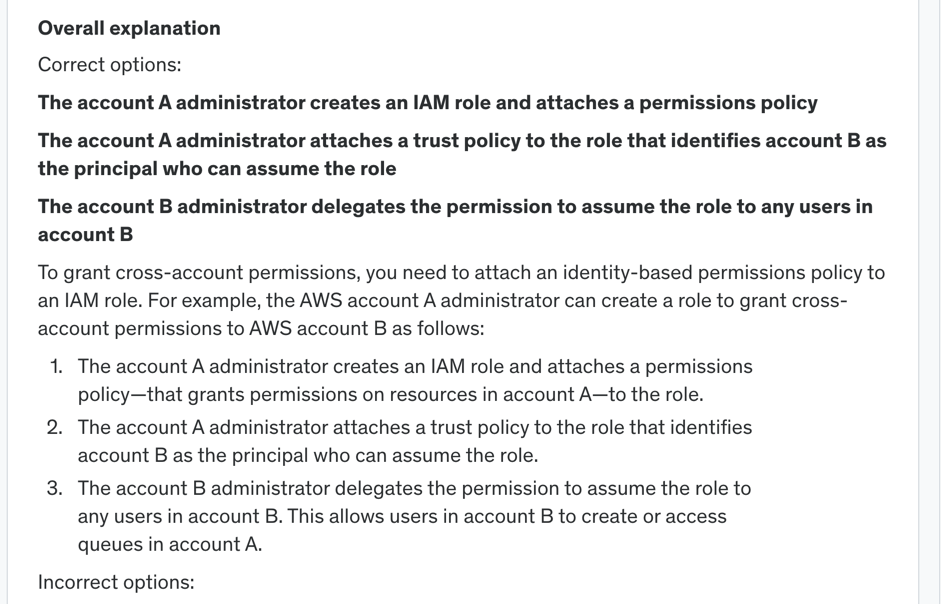 Overall explanation
Correct options:
The account A administrator creates an IAM role and attaches a permissions policy
The account A administrator attaches a trust policy to the role that identifies account B as
the principal who can assume the role
The account B administrator delegates the permission to assume the role to any users in
account B
To grant cross-account permissions, you need to attach an identity-based permissions policy to
an IAM role. For example, the AWS account A administrator can create a role to grant cross-
account permissions to AWS account B as follows:
1. The account A administrator creates an IAM role and attaches a permissions
policy—that grants permissions on resources in account A—to the role.
2. The account A administrator attaches a trust policy to the role that identifies
account B as the principal who can assume the role.
3. The account B administrator delegates the permission to assume the role to
any users in account B. This allows users in account B to create or access
queues in account A.
Incorrect options: